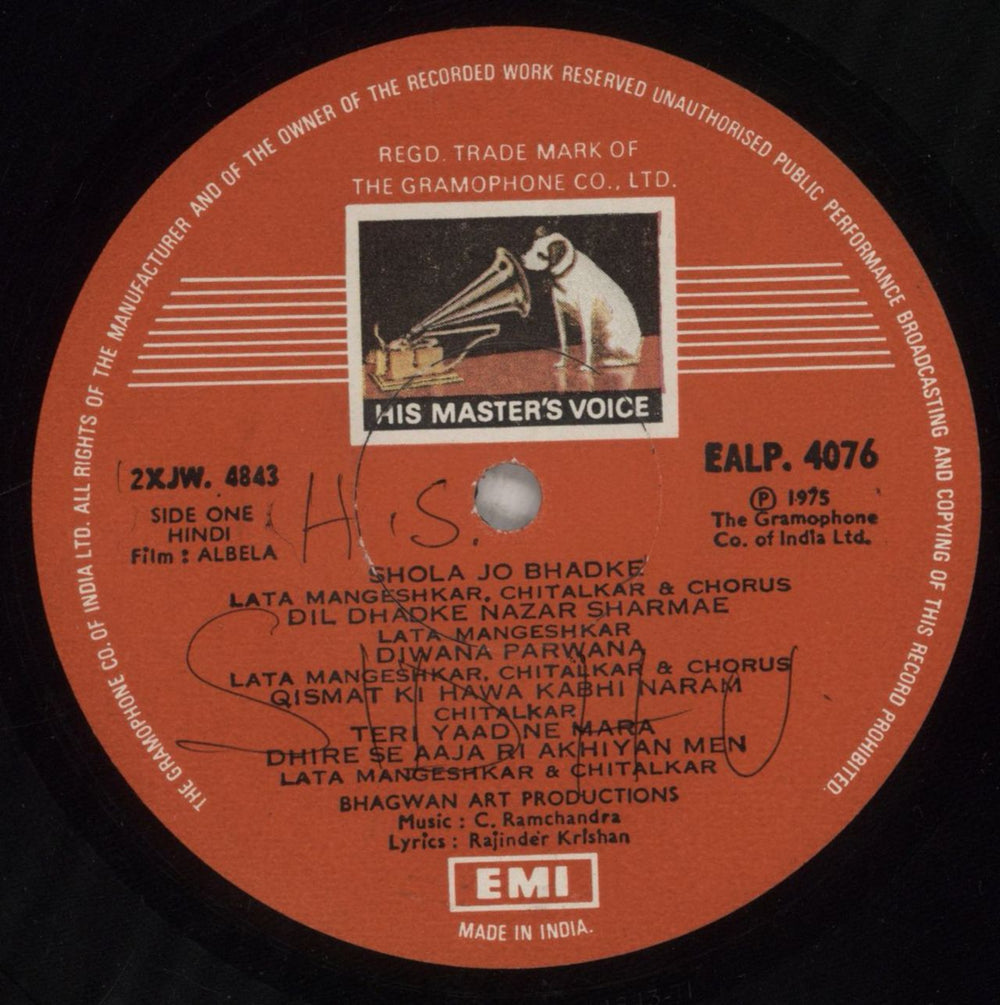 THE GRAMOPHONE CO. OF INDIA LTD. ALL RIGHTS OF THE MANUFACTURER AND OF THE OWNER OF THE RECORDED WORK RESERVED UNAUTHORISED PUBLIC PERFORMANCE BROADCASTING AND COPYING OF THIS RECORD PROHIBITED.
REGD. TRADE MARK OF
THE GRAMOPHONE CO., LTD.
HIS MASTER'S VOICE
2XJW. 4843
SIDE ONE
HINDI
Film : ALBELA
EALP. 4076
Ⓟ 1975
The Gramophone
Co. of India Ltd.
H.S.
SHOLA JO BHADKE
LATA MANGESHKAR, CHITALKAR & CHORUS
DIL DHADKE NAZAR SHARMAE
LATA MANGESHKAR
DIWANA PARWANA
LATA MANGESHKAR, CHITALKAR & CHORUS
QISMAT KI HAWA KABHI NARAM
CHITALKAR
TERI YAAD NE MARA
DHIRE SE AAJA RI AKHIYAN MEN
LATA MANGESHKAR & CHITALKAR
BHAGWAN ART PRODUCTIONS
Music : C. Ramchandra
Lyrics : Rajinder Krishan
EMI
MADE IN INDIA.